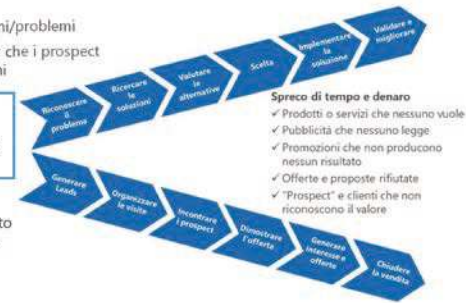 ni/problemi
che i prospect
ni
to
Riconoscere
il
problema
Ricercare
le
soluzioni
Valutare
le
alternative
Scelta
Implementare
la
soluzione
Validare e
migliorare
Spreco di tempo e denaro
✓ Prodotti o servizi che nessuno vuole
✓ Pubblicità che nessuno legge
✓ Promozioni che non producono
nessun risultato
✓ Offerte e proposte rifiutate
✓ "Prospect" e clienti che non
riconoscono il valore
Generare
Leads
Organizzare
le visite
Incontrare
i prospect
Dimostrare
l'offerta
Generare
interesse e
offerte
Chiudere
la vendita